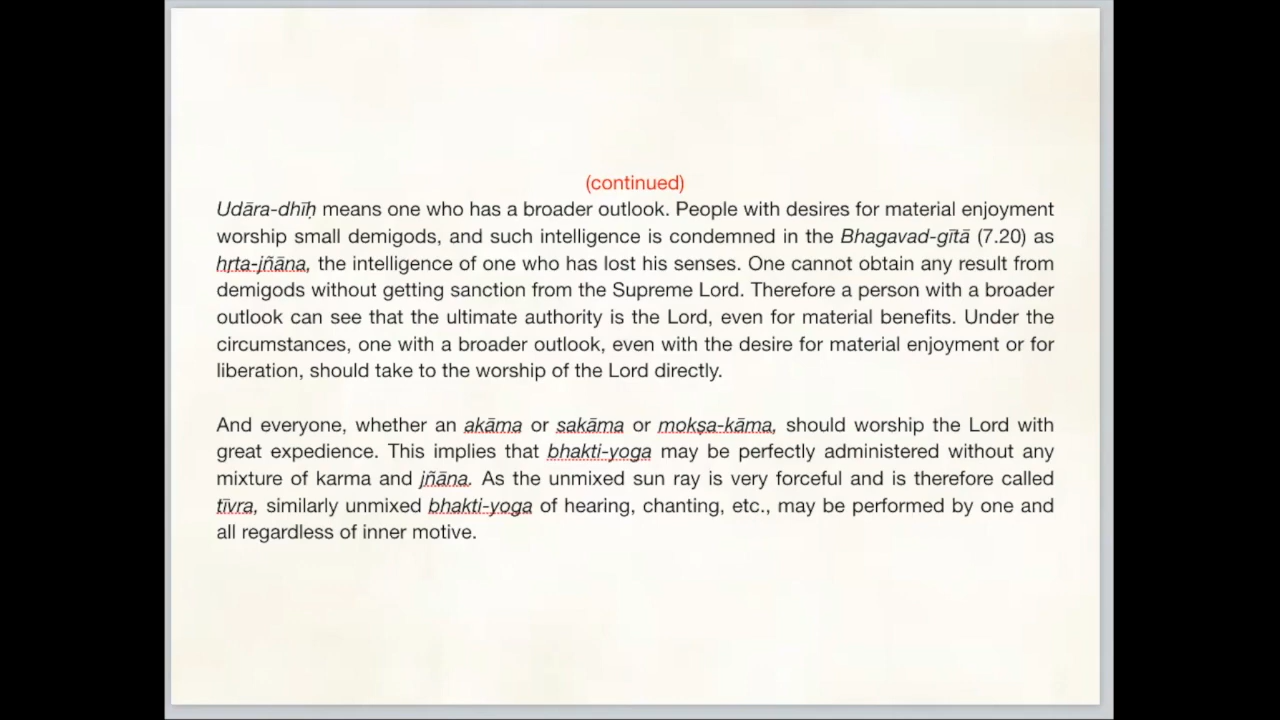 (continued)
Udāra-dhīḥ means one who has a broader outlook. People with desires for material enjoyment
worship small demigods, and such intelligence is condemned in the Bhagavad-gītā (7.20) as
hṛta-jñāna, the intelligence of one who has lost his senses. One cannot obtain any result from
demigods without getting sanction from the Supreme Lord. Therefore a person with a broader
outlook can see that the ultimate authority is the Lord, even for material benefits. Under the
circumstances, one with a broader outlook, even with the desire for material enjoyment or for
liberation, should take to the worship of the Lord directly.
And everyone, whether an akāma or sakāma or mokṣa-kāma, should worship the Lord with
great expedience. This implies that bhakti-yoga may be perfectly administered without any
mixture of karma and jñāna. As the unmixed sun ray is very forceful and is therefore called
tīvra, similarly unmixed bhakti-yoga of hearing, chanting, etc., may be performed by one and
all regardless of inner motive.